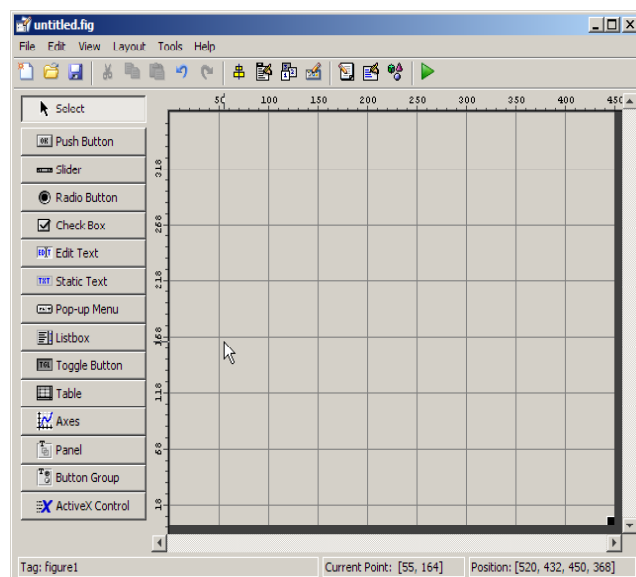 untitled.fig
File Edit View Layout Tools Help
Select
50 100 150 200 250 300 350 400 450
Push Button
Slider
318
Radio Button
Check Box
268
EDIT Edit Text
TXT Static Text
218
Pop-up Menu
Listbox
168
TGL Toggle Button
Table
118
Axes
Panel
68
Button Group
ActiveX Control
18
Tag: figure1
Current Point: [55, 164]
Position: [520, 432, 450, 368]